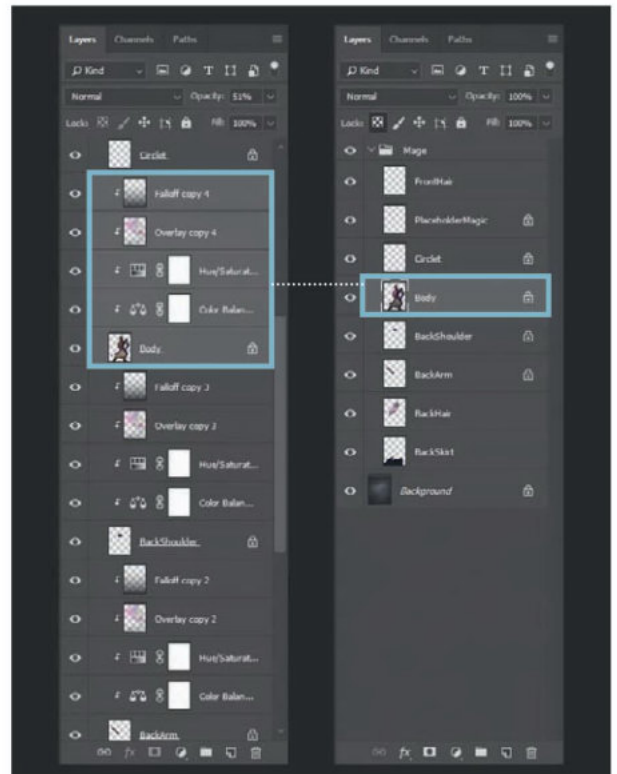 Layers Channels Paths
Kind
Normal Opacity: 51%
Lock: Fill: 100%
Circlet
Falloff copy 4
Overlay copy 4
Hue/Saturat...
Color Balan...
Body
Falloff copy 3
Overlay copy 3
Hue/Saturat...
Color Balan...
BackShoulder
Falloff copy 2
Overlay copy 2
Hue/Saturat...
Color Balan...
BackArm
fx
Layers Channels Paths
Kind
Normal Opacity: 100%
Lock: Fill: 100%
Mage
FrontHair
PlaceholderMagic
Circlet
Body
BackShoulder
BackArm
BackHair
BackSkirt
Background
fx